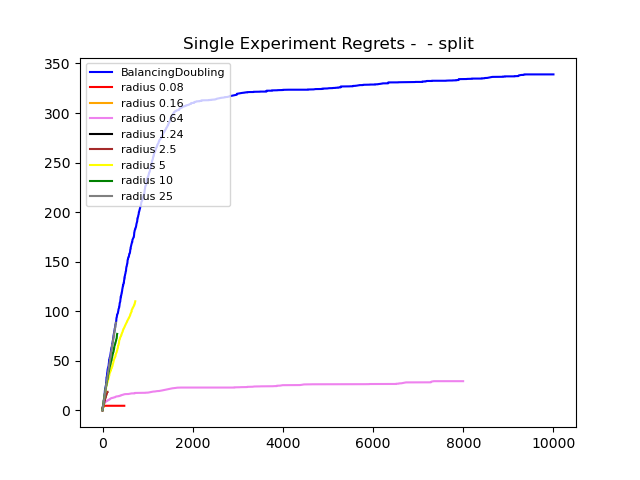 Single Experiment Regrets -  - split
350
300
250
200
150
100
50
0
BalancingDoubling
radius 0.08
radius 0.16
radius 0.64
radius 1.24
radius 2.5
radius 5
radius 10
radius 25
0 2000 4000 6000 8000 10000